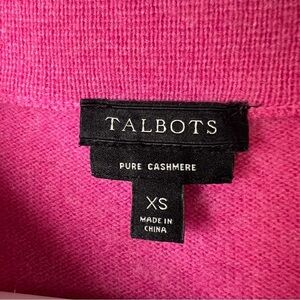 TALBOTS
PURE CASHMERE
XS
MADE IN
CHINA